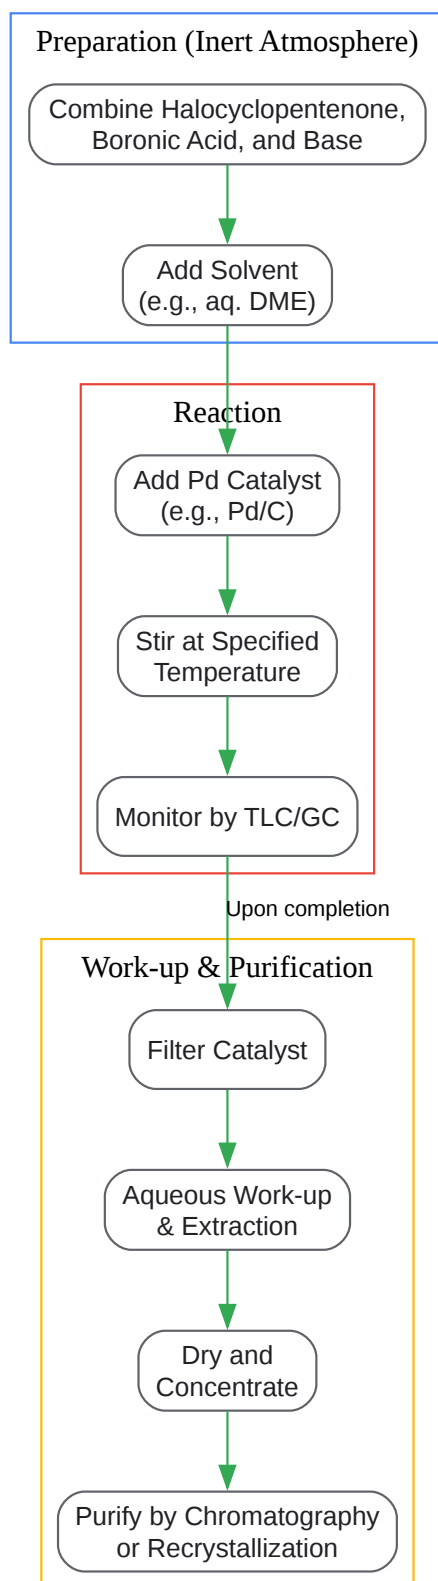 Preparation (Inert Atmosphere)
Combine Halocyclopentenone,
Boronic Acid, and Base
Add Solvent
(e.g., aq. DME)
Reaction
Add Pd Catalyst
(e.g., Pd/C)
Stir at Specified
Temperature
Monitor by TLC/GC
Upon completion
Work-up & Purification
Filter Catalyst
Aqueous Work-up
& Extraction
Dry and
Concentrate
Purify by Chromatography
or Recrystallization